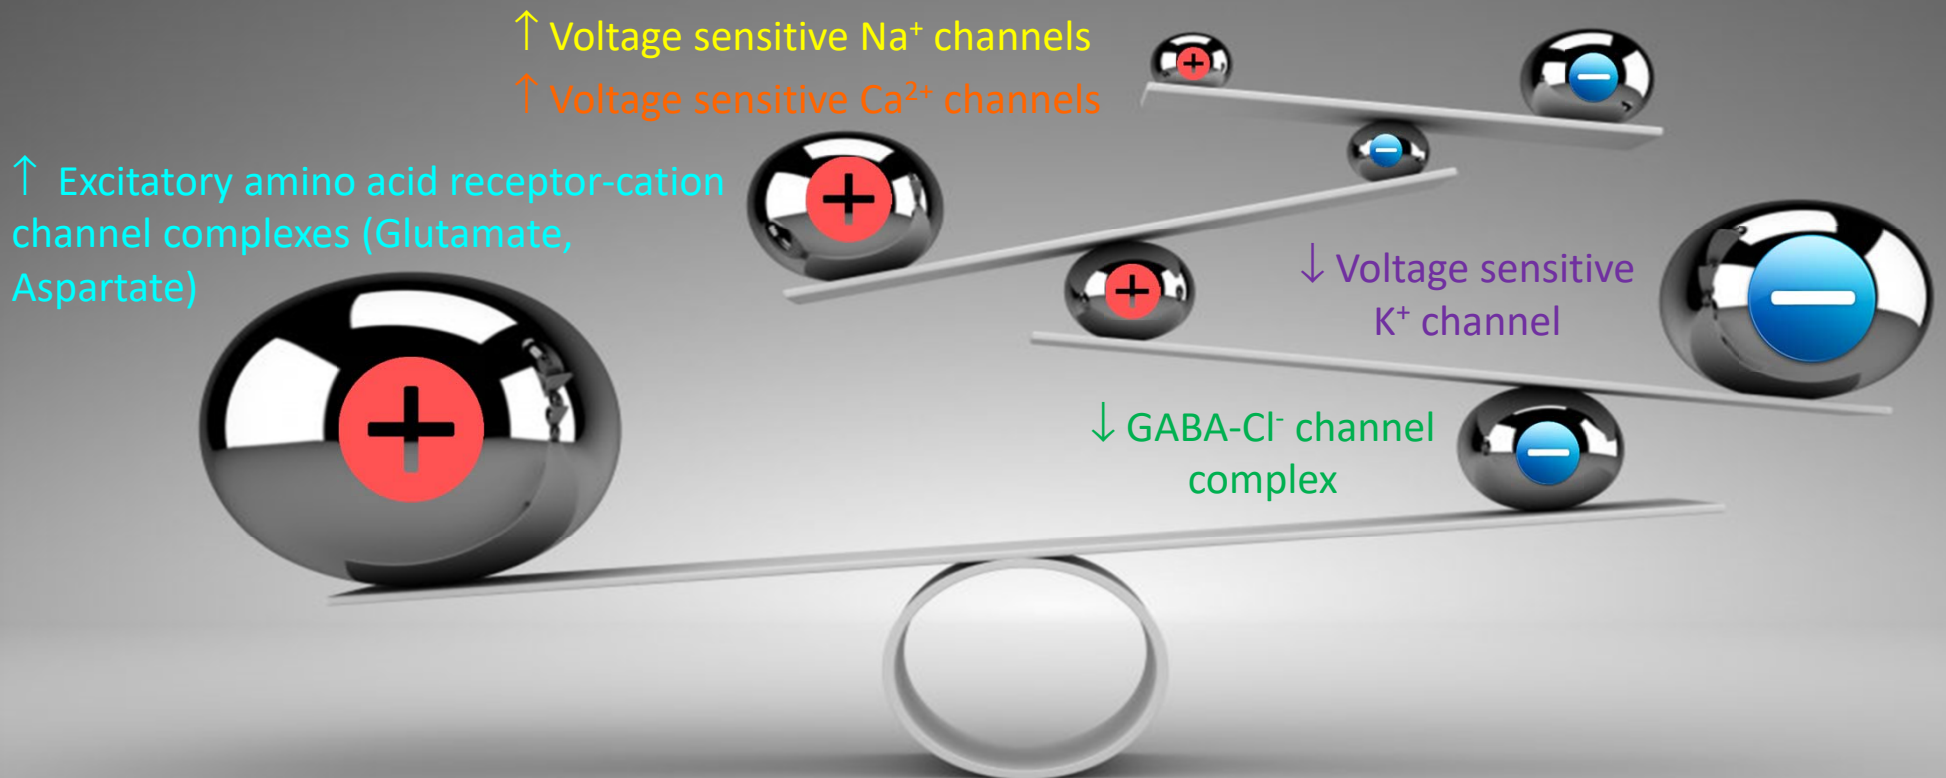 ↑ Voltage sensitive Na⁺ channels
↑ Voltage sensitive Ca²⁺ channels
↑ Excitatory amino acid receptor-cation
channel complexes (Glutamate,
Aspartate)
↓ Voltage sensitive
K⁺ channel
↓ GABA-Cl⁻ channel
complex